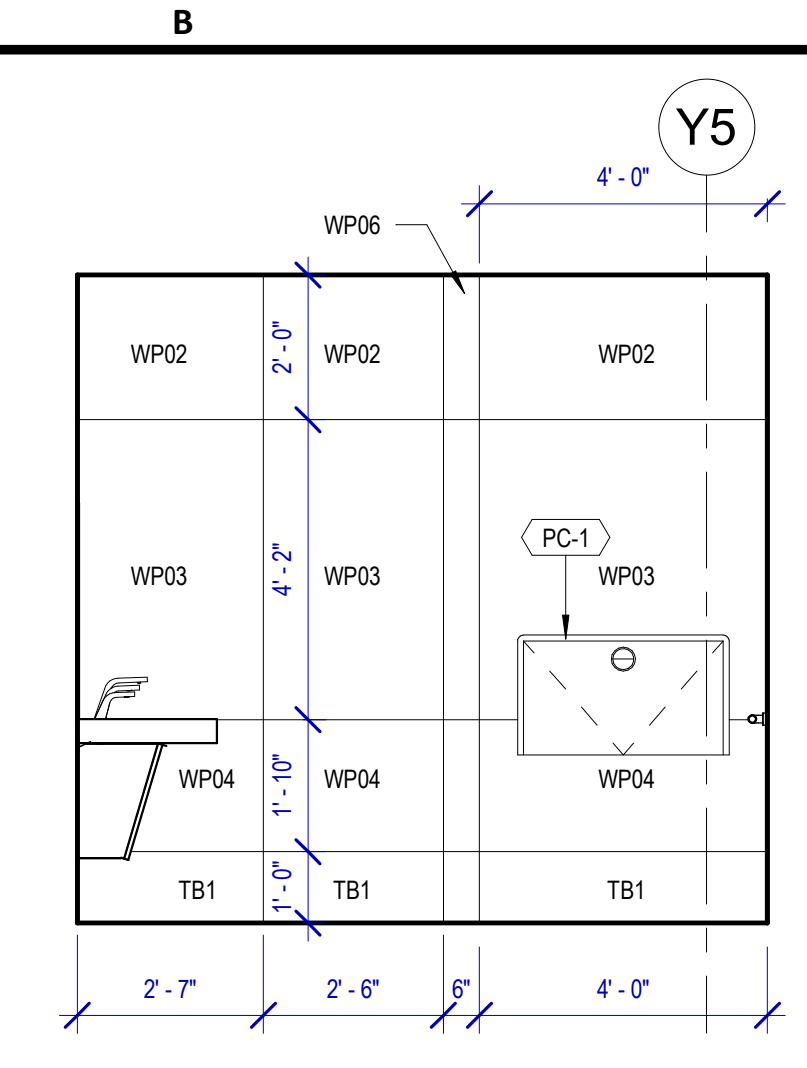 B
Y5
4' - 0"
WP06
WP02
2' - 0"
WP02
WP02
PC-1
WP03
4' - 2"
WP03
WP03
WP04
1' - 10"
WP04
WP04
TB1
1' - 0"
TB1
TB1
2' - 7"
2' - 6"
6"
4' - 0"